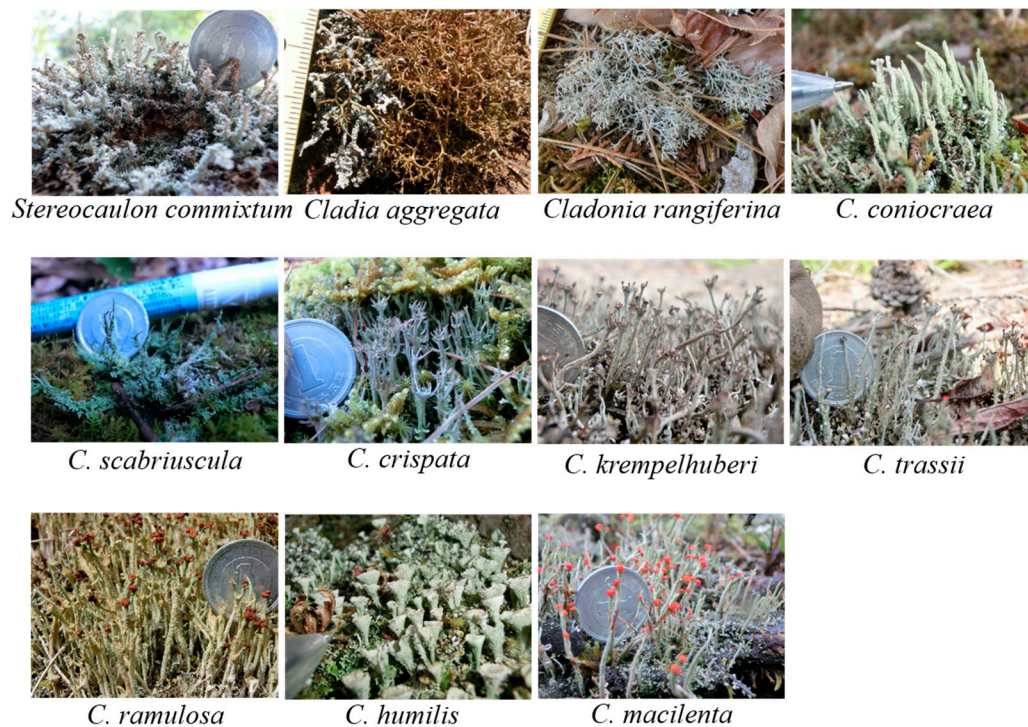 Stereocaulon commixtum
Cladia aggregata
Cladonia rangiferina
C. coniocraea
C. scabriuscula
C. crispata
C. krempelhuberi
C. trassii
C. ramulosa
C. humilis
C. macilenta